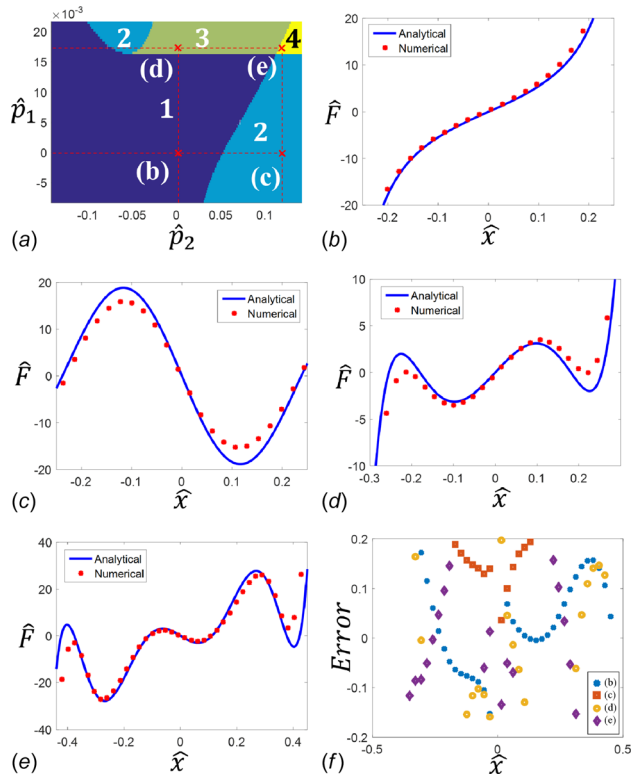 ×10⁻³
20
15
10
5
0
-5
p̂₁
2
3
4
(d)
(e)
1
2
(b)
(c)
-0.1
-0.05
0
0.05
0.1
p̂₂
(a)
20
10
0
-10
-20
F̂
Analytical
Numerical
-0.2
-0.1
0
0.1
0.2
x̂
(b)
20
10
0
-10
-20
F̂
Analytical
Numerical
-0.2
-0.1
0
0.1
0.2
x̂
(c)
10
5
0
-5
-10
F̂
Analytical
Numerical
-0.2
-0.1
0
0.1
0.2
x̂
(d)
40
20
0
-20
-40
F̂
Analytical
Numerical
-0.4
-0.2
0
0.2
0.4
x̂
(e)
0.2
0.1
0
-0.1
-0.2
Error
(b)
(c)
(d)
(e)
-0.5
0
0.5
x̂
(f)